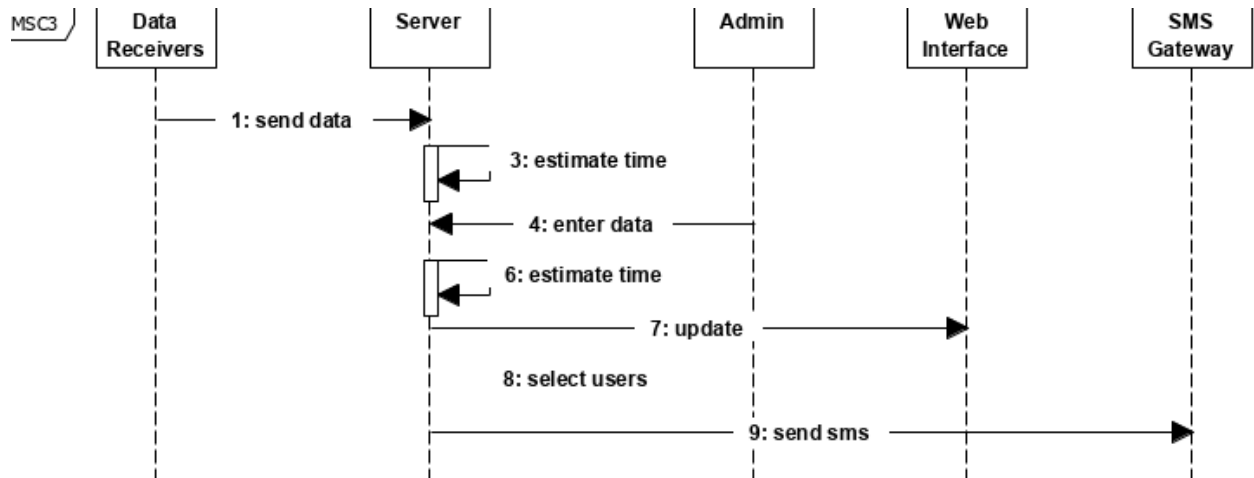 MSC3
Data
Receivers
Server
Admin
Web
Interface
SMS
Gateway
1: send data
3: estimate time
4: enter data
6: estimate time
7: update
8: select users
9: send sms